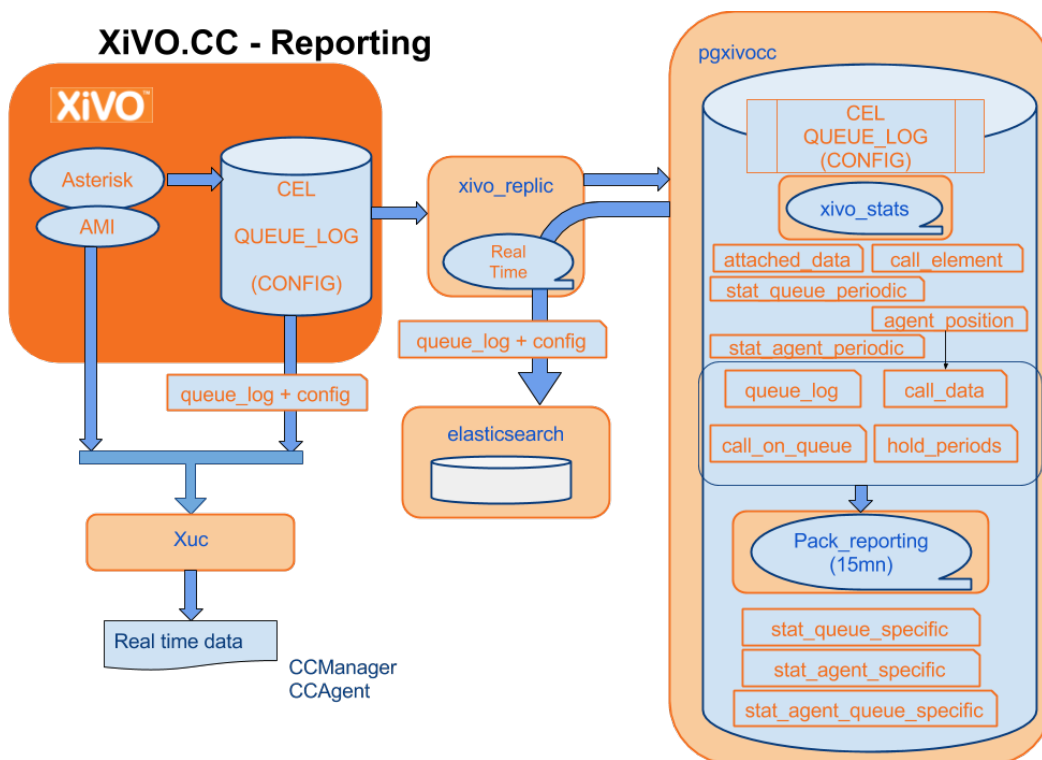 XiVO.CC - Reporting
XiVO™
Asterisk
AMI
CEL
QUEUE_LOG
(CONFIG)
queue_log + config
Xuc
Real time data
CCManager
CCAgent
xivo_replic
Real
Time
queue_log + config
elasticsearch
pgxivocc
CEL
QUEUE_LOG
(CONFIG)
xivo_stats
attached_data
call_element
stat_queue_periodic
agent_position
stat_agent_periodic
queue_log
call_data
call_on_queue
hold_periods
Pack_reporting
(15mn)
stat_queue_specific
stat_agent_specific
stat_agent_queue_specific